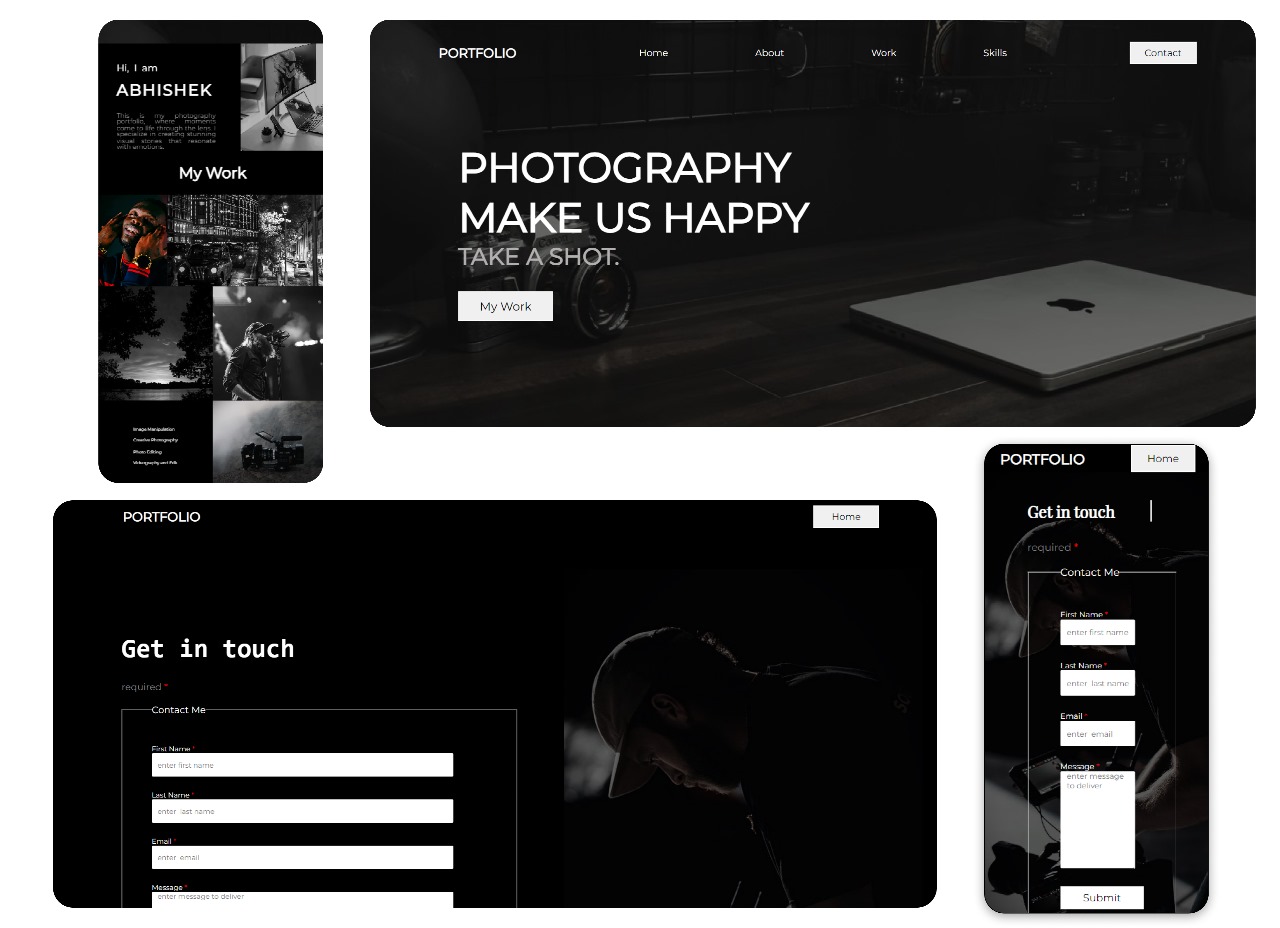 Hi, I am
ABHISHEK
This is my photography
portfolio, where moments
come to life through the lens. I
specialize in creating stunning
visual stories that resonate
with emotions.
My Work
Image Manipulation
Creative Photography
Photo Editing
Videography and Edit
PORTFOLIO
Home
About
Work
Skills
Contact
PHOTOGRAPHY
MAKE US HAPPY
TAKE A SHOT.
My Work
PORTFOLIO
Home
Get in touch
required *
Contact Me
First Name *
enter first name
Last Name *
enter last name
Email *
enter email
Message *
enter message to deliver
PORTFOLIO
Home
Get in touch
required *
Contact Me
First Name *
enter first name
Last Name *
enter last name
Email *
enter email
Message *
enter message
to deliver
Submit